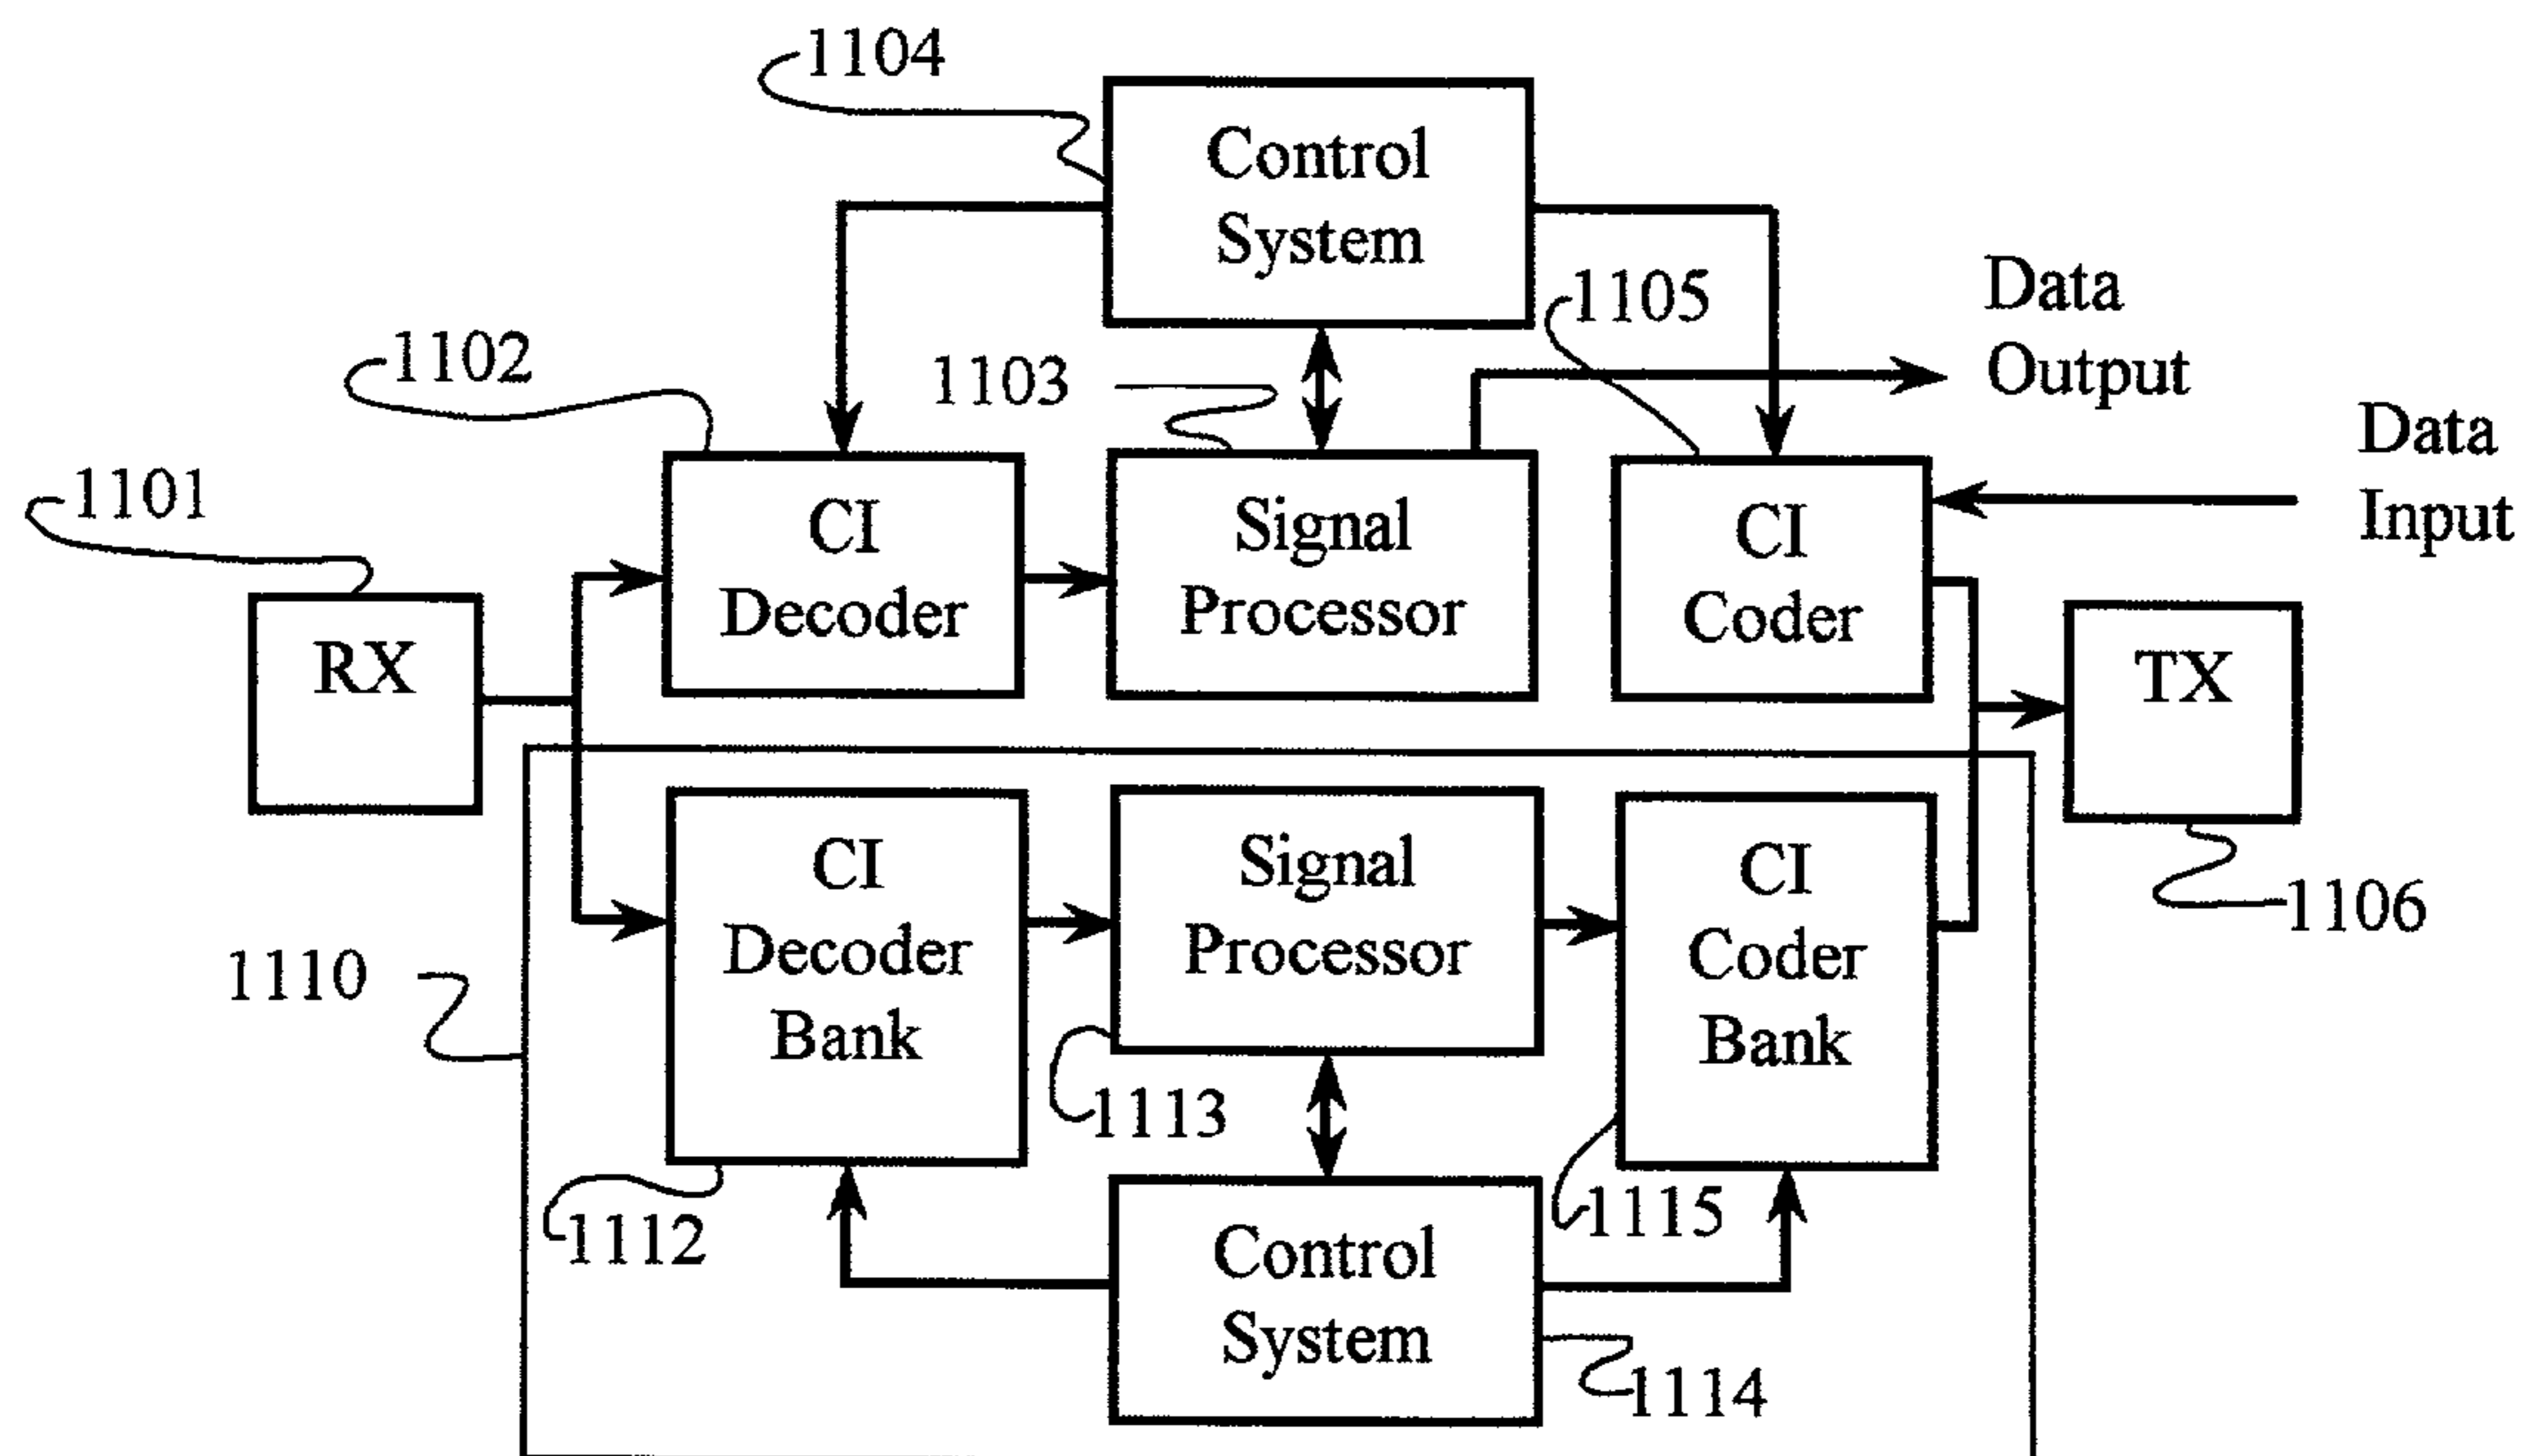 1104
Control
System
1105
Data
Output
1102
1103
Data
Input
1101
CI
Decoder
Signal
Processor
CI
Coder
RX
TX
CI
Decoder
Bank
Signal
Processor
CI
Coder
Bank
1106
1110
1113
1112
1115
Control
System
1114